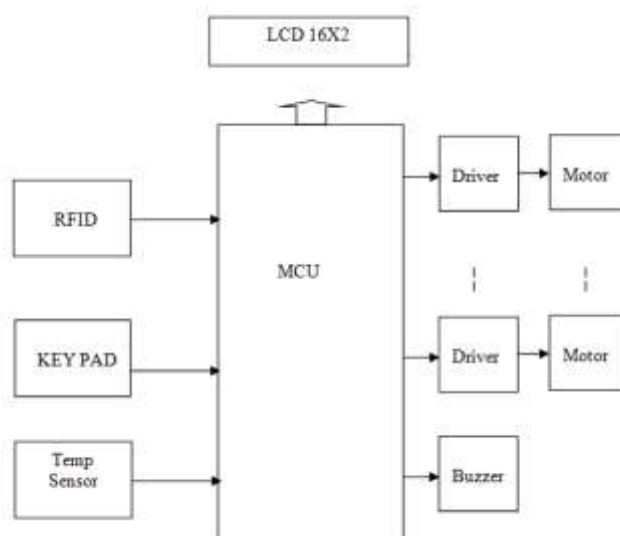 LCD 16X2
RFID
KEY PAD
Temp
Sensor
MCU
Driver
Motor
Driver
Motor
Buzzer